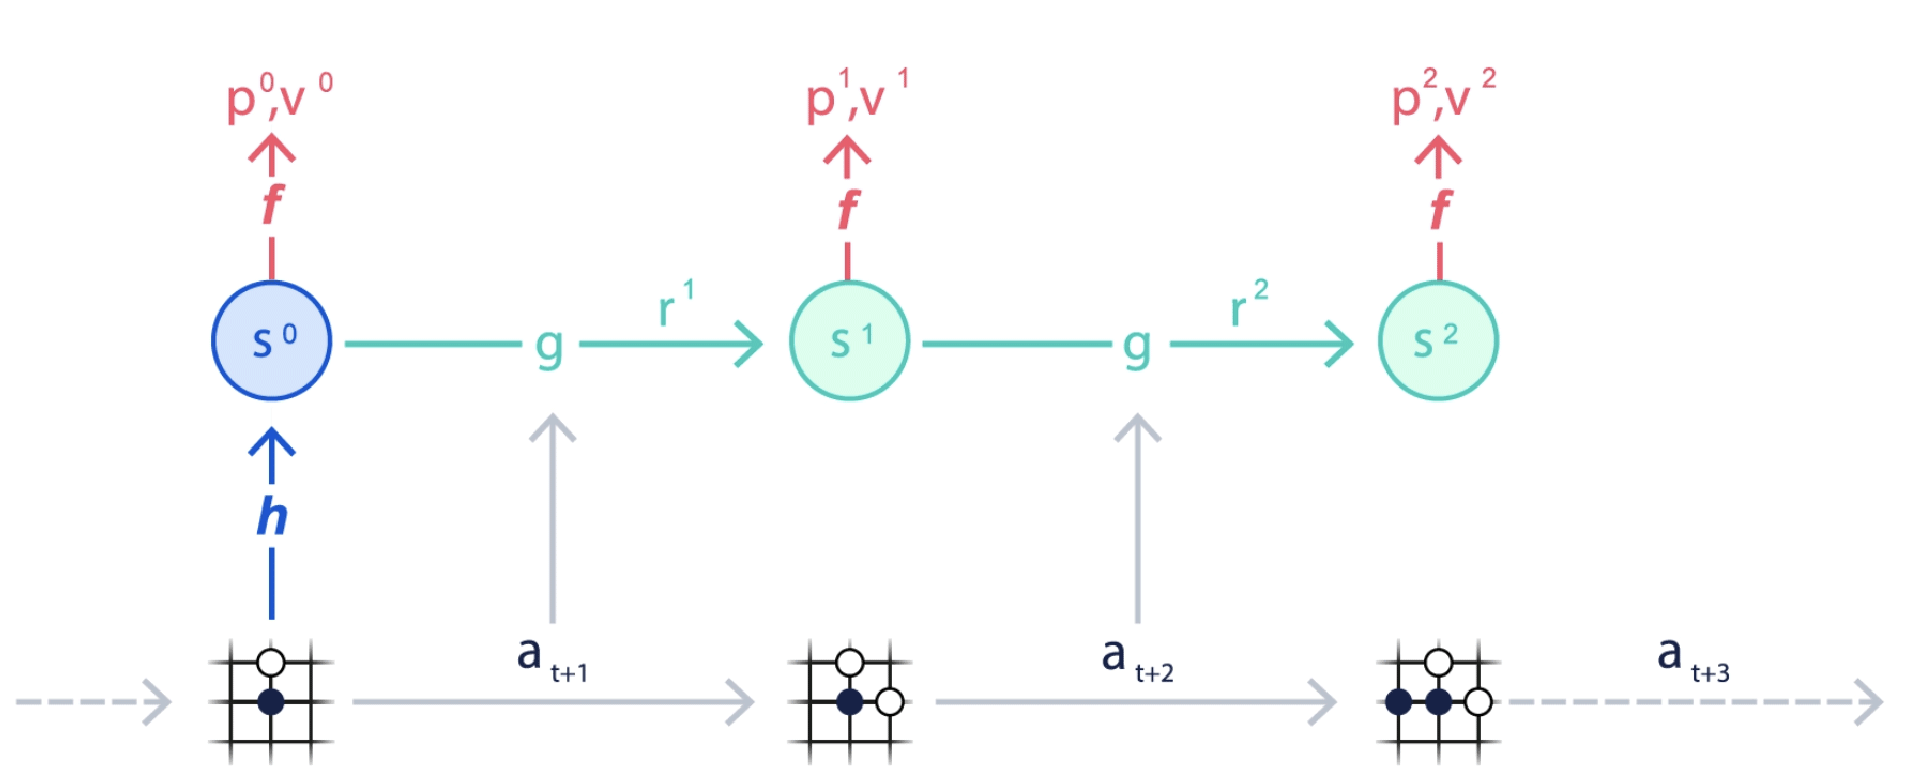 p⁰,v⁰ p¹,v¹ p²,v²
f f f
s⁰ g r¹ s¹ g r² s²
h
a t+1 a t+2 a t+3